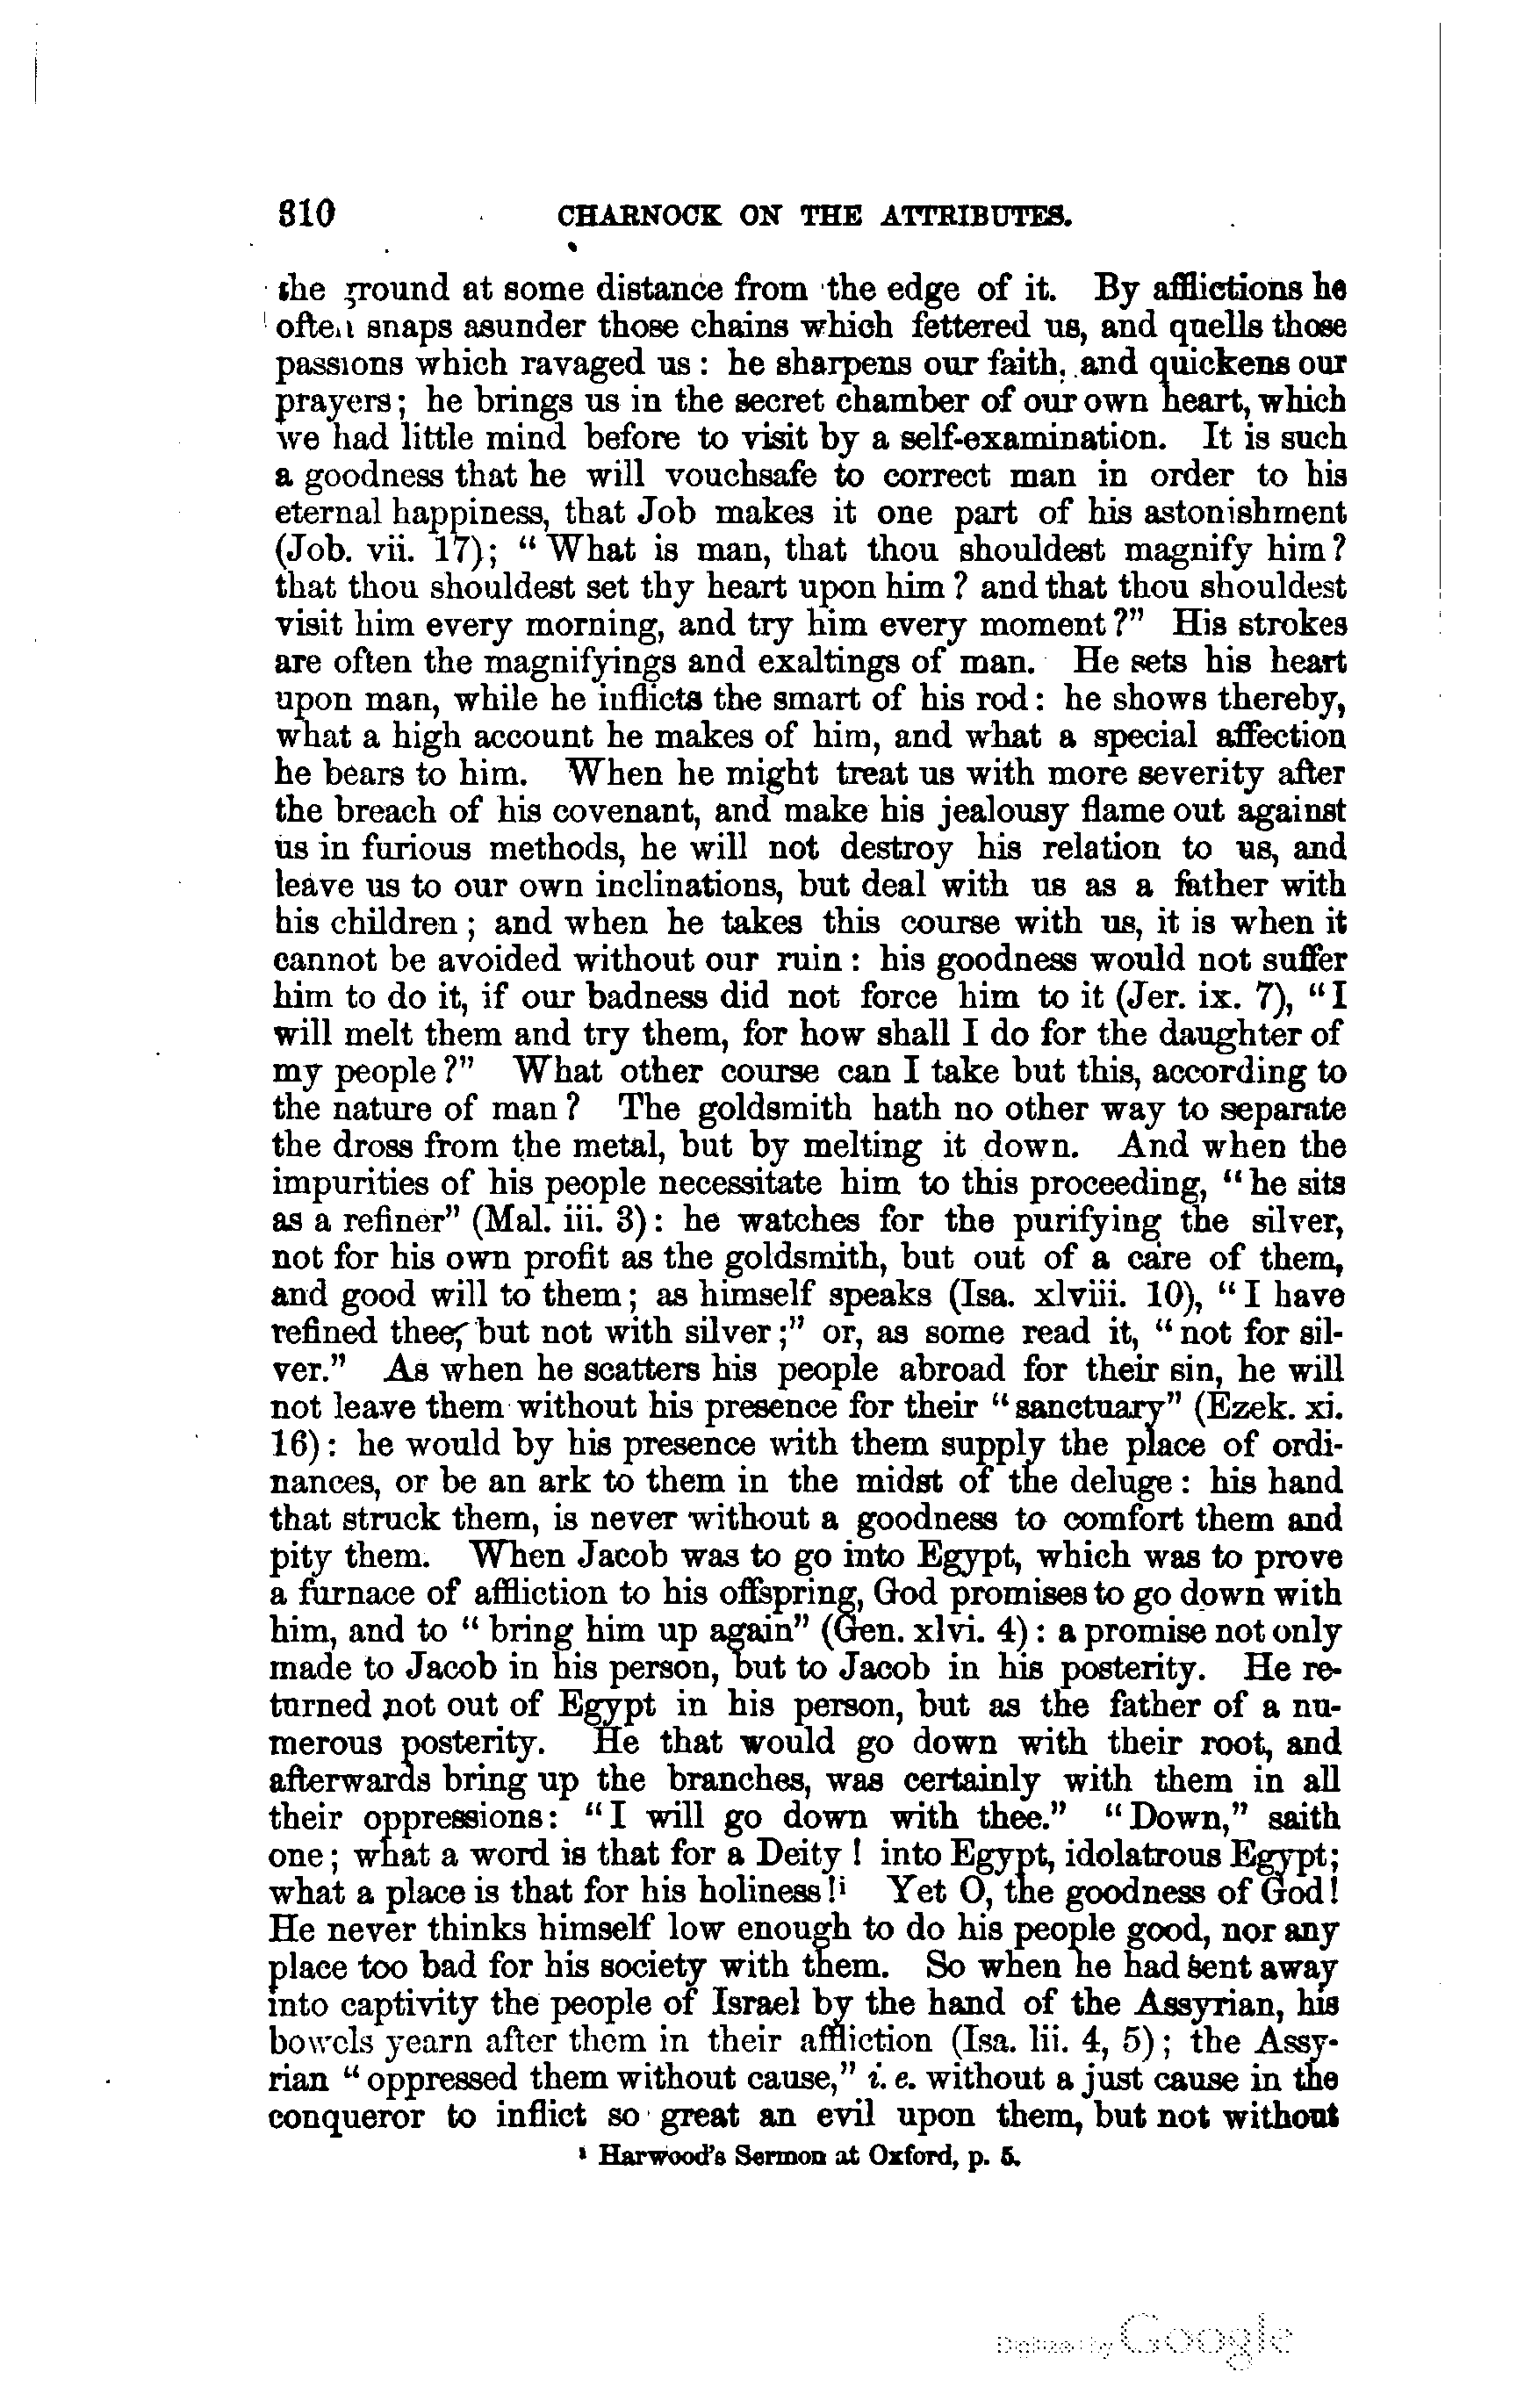 310 CHARNOCK ON THE ATTRIBUTES.
the ground at some distance from the edge of it. By afflictions he
often snaps asunder those chains which fettered us, and quells those
passions which ravaged us: he sharpens our faith, and quickens our
prayers; he brings us in the secret chamber of our own heart, which
we had little mind before to visit by a self-examination. It is such
a goodness that he will vouchsafe to correct man in order to his
eternal happiness, that Job makes it one part of his astonishment
(Job. vii. 17); "What is man, that thou shouldest magnify him?
that thou shouldest set thy heart upon him? and that thou shouldest
visit him every morning, and try him every moment?" His strokes
are often the magnifyings and exaltings of man. He sets his heart
upon man, while he inflicts the smart of his rod: he shows thereby,
what a high account he makes of him, and what a special affection
he bears to him. When he might treat us with more severity after
the breach of his covenant, and make his jealousy flame out against
us in furious methods, he will not destroy his relation to us, and
leave us to our own inclinations, but deal with us as a father with
his children; and when he takes this course with us, it is when it
cannot be avoided without our ruin: his goodness would not suffer
him to do it, if our badness did not force him to it (Jer. ix. 7), "I
will melt them and try them, for how shall I do for the daughter of
my people?" What other course can I take but this, according to
the nature of man? The goldsmith hath no other way to separate
the dross from the metal, but by melting it down. And when the
impurities of his people necessitate him to this proceeding, "he sits
as a refiner" (Mal. iii. 3): he watches for the purifying the silver,
not for his own profit as the goldsmith, but out of a care of them,
and good will to them; as himself speaks (Isa. xlviii. 10), "I have
refined thee, but not with silver;" or, as some read it, "not for sil-
ver." As when he scatters his people abroad for their sin, he will
not leave them without his presence for their "sanctuary" (Ezek. xi.
16): he would by his presence with them supply the place of ordi-
nances, or be an ark to them in the midst of the deluge: his hand
that struck them, is never without a goodness to comfort them and
pity them. When Jacob was to go into Egypt, which was to prove
a furnace of affliction to his offspring, God promises to go down with
him, and to "bring him up again" (Gen. xlvi. 4): a promise not only
made to Jacob in his person, but to Jacob in his posterity. He re-
turned not out of Egypt in his person, but as the father of a nu-
merous posterity. He that would go down with their root, and
afterwards bring up the branches, was certainly with them in all
their oppressions: "I will go down with thee." "Down," saith
one; what a word is that for a Deity! into Egypt, idolatrous Egypt;
what a place is that for his holiness!i Yet O, the goodness of God!
He never thinks himself low enough to do his people good, nor any
place too bad for his society with them. So when he had sent away
into captivity the people of Israel by the hand of the Assyrian, his
bowels yearn after them in their affliction (Isa. lii. 4, 5); the Assy-
rian "oppressed them without cause," i. e. without a just cause in the
conqueror to inflict so great an evil upon them, but not without
i Harwood's Sermon at Oxford, p. 5.
Digitized by Google